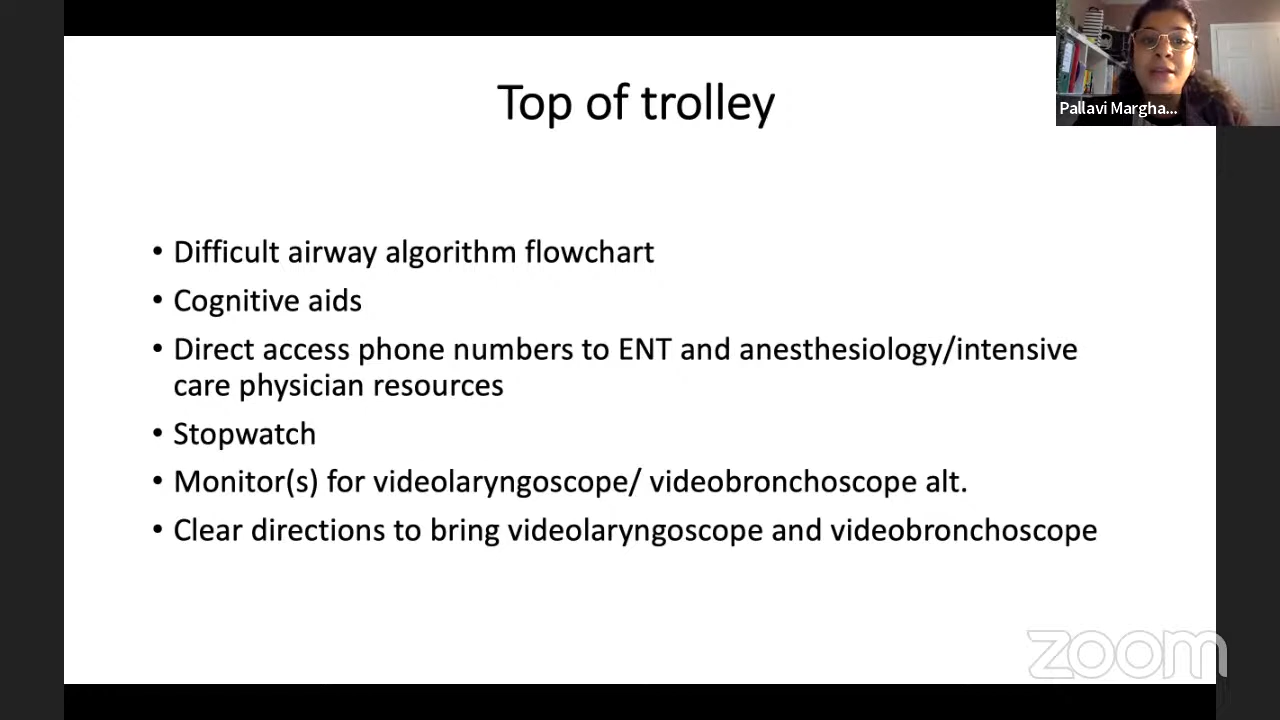 Top of trolley
Pallavi Margha...
• Difficult airway algorithm flowchart
• Cognitive aids
• Direct access phone numbers to ENT and anesthesiology/intensive
care physician resources
• Stopwatch
• Monitor(s) for videolaryngoscope/ videobronchoscope alt.
• Clear directions to bring videolaryngoscope and videobronchoscope
zoom